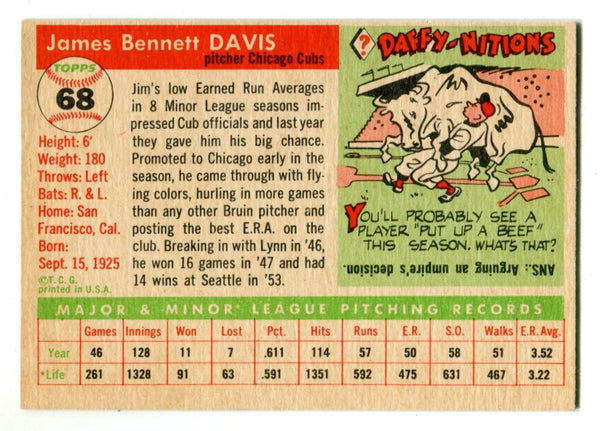 James Bennett DAVIS
pitcher Chicago Cubs
TOPPS
68
Height: 6'
Weight: 180
Throws: Left
Bats: R. & L.
Home: San
Francisco, Cal.
Born:
Sept. 15, 1925
©T.C.G.
printed in U.S.A.
Jim's low Earned Run Averages
in 8 Minor League seasons im-
pressed Cub officials and last year
they gave him his big chance.
Promoted to Chicago early in the
season, he came through with fly-
ing colors, hurling in more games
than any other Bruin pitcher and
posting the best E.R.A. on the
club. Breaking in with Lynn in '46,
he won 16 games in '47 and had
14 wins at Seattle in '53.
? DAFFY-NITIONS
YOU'LL PROBABLY SEE A
PLAYER "PUT UP A BEEF"
THIS SEASON. WHAT'S THAT?
ANS.. Arguing an umpire's decision.
MAJOR & MINOR LEAGUE PITCHING RECORDS
Games Innings Won Lost Pct. Hits Runs E.R. S.O. Walks E.R. Avg.
Year 46 128 11 7 .611 114 57 50 58 51 3.52
*Life 261 1328 91 63 .591 1351 592 475 631 467 3.22